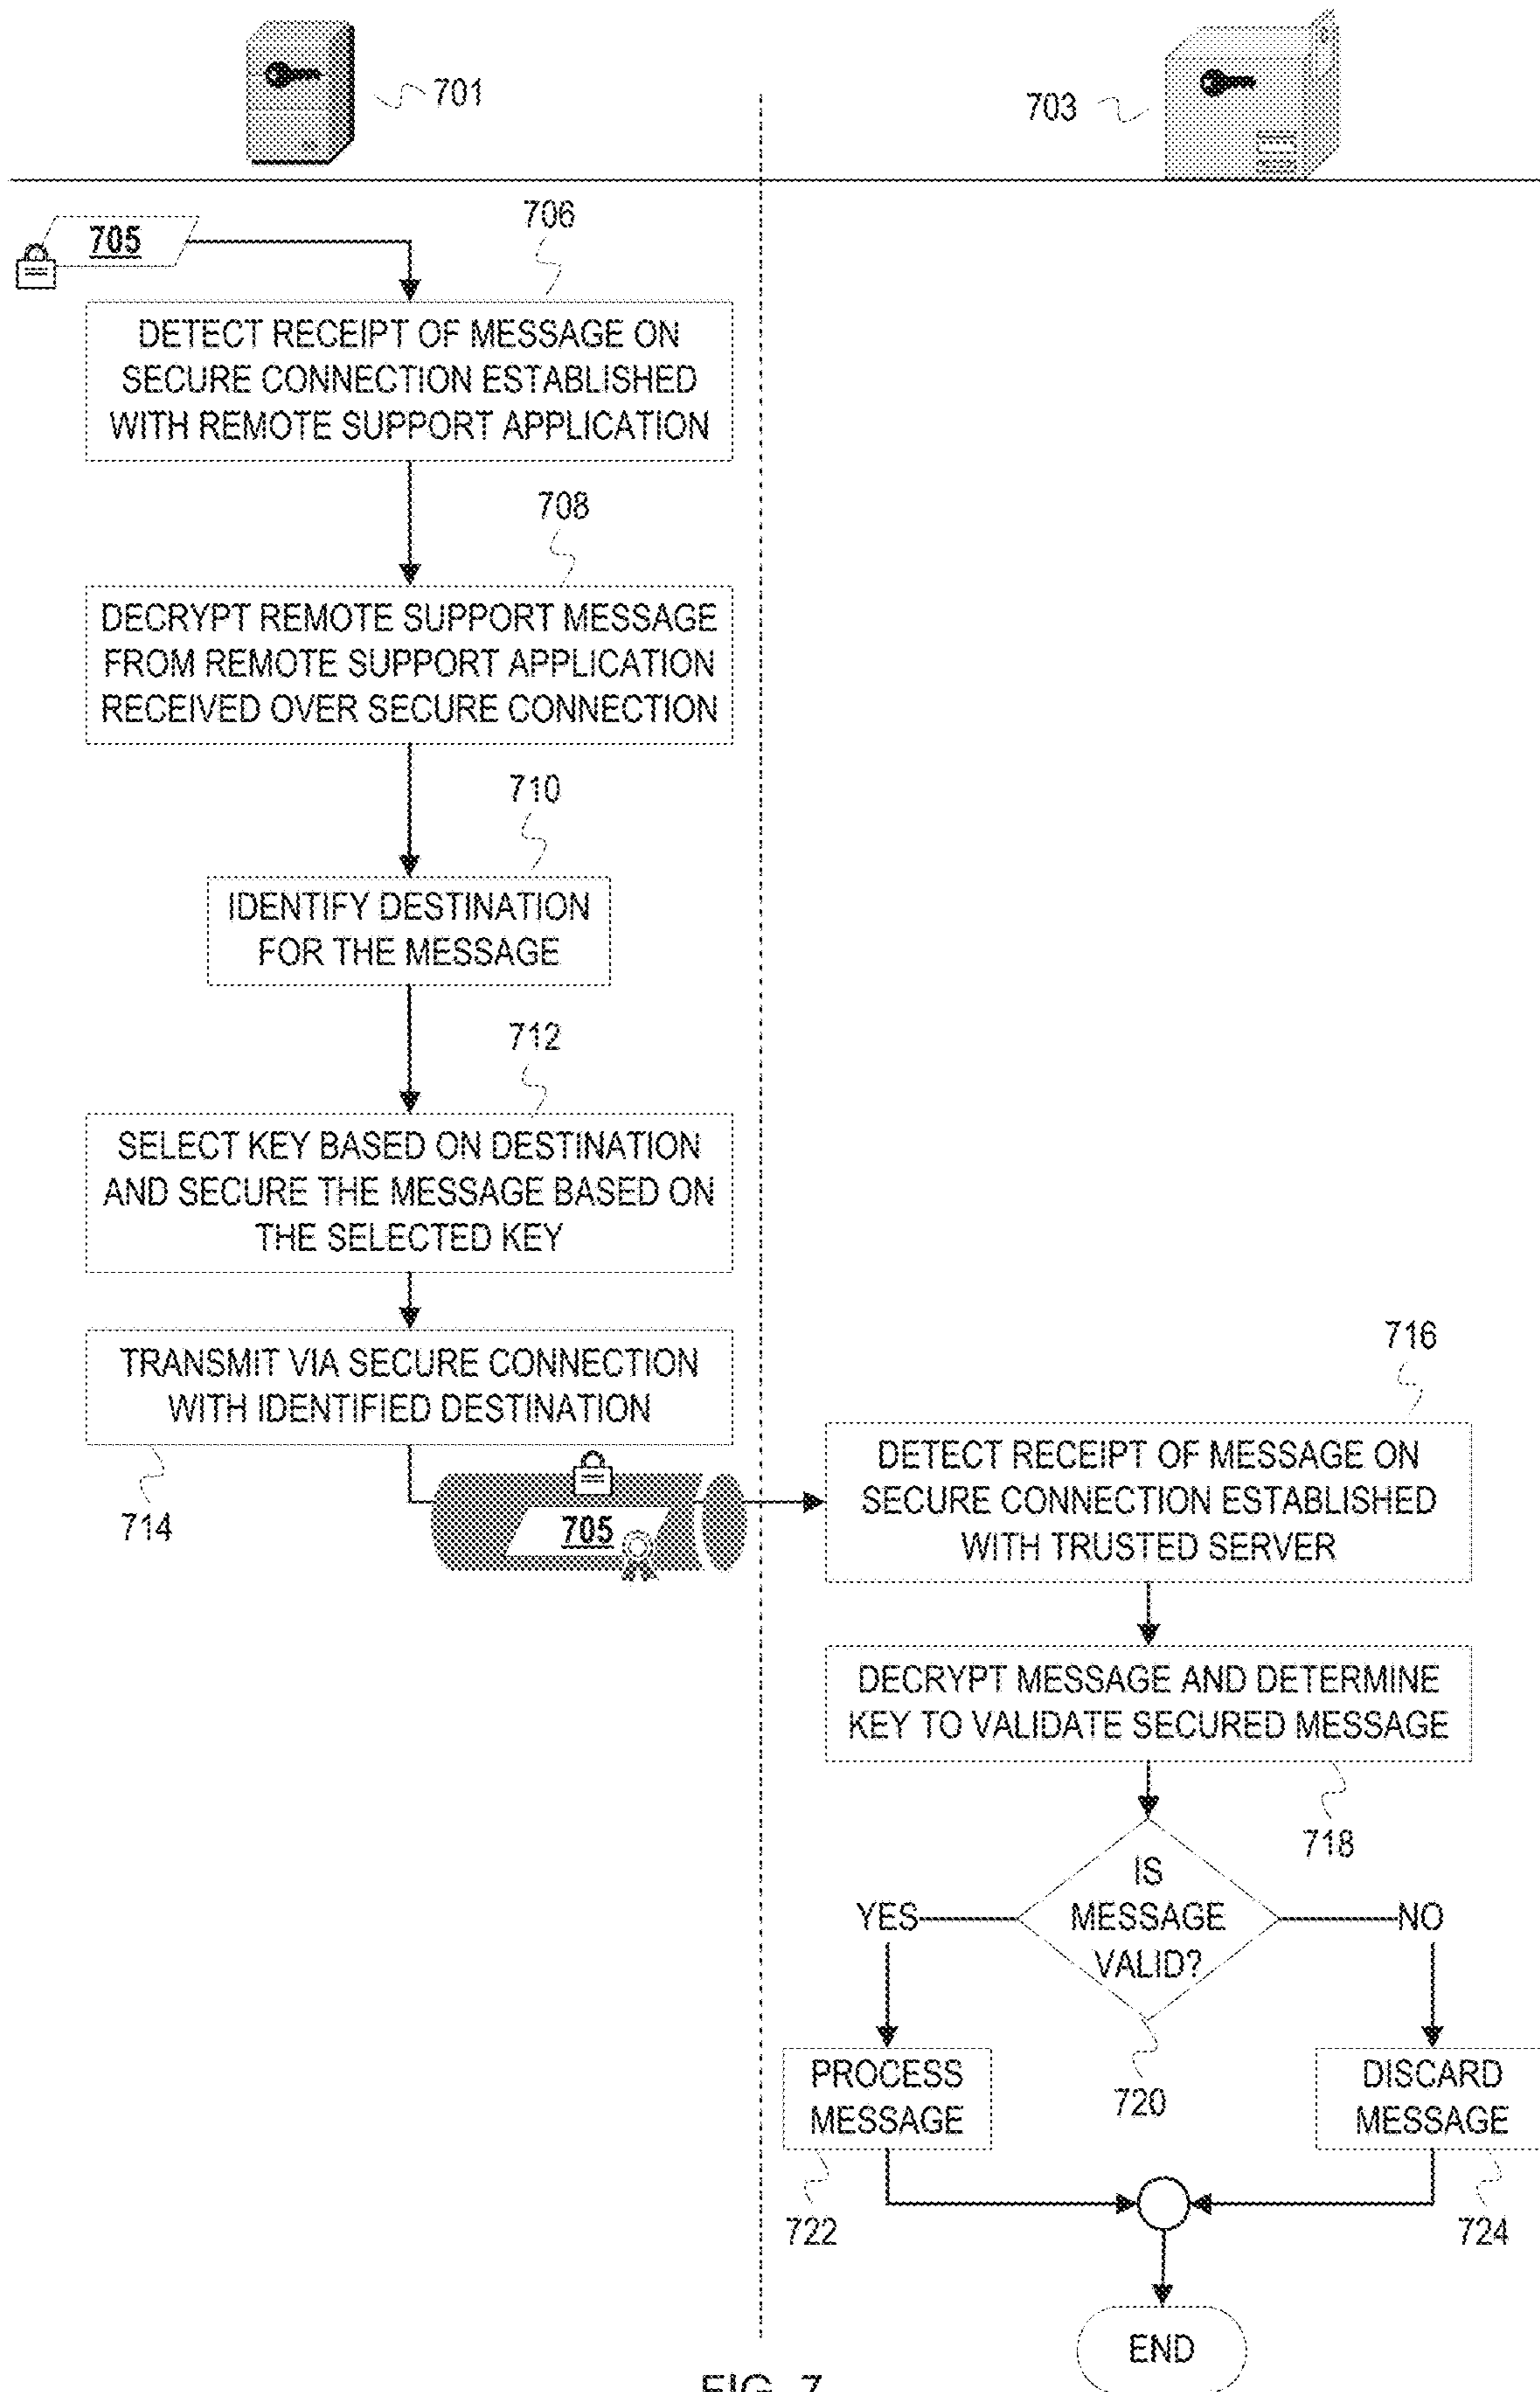 701
703
705
706
DETECT RECEIPT OF MESSAGE ON
SECURE CONNECTION ESTABLISHED
WITH REMOTE SUPPORT APPLICATION
708
DECRYPT REMOTE SUPPORT MESSAGE
FROM REMOTE SUPPORT APPLICATION
RECEIVED OVER SECURE CONNECTION
710
IDENTIFY DESTINATION
FOR THE MESSAGE
712
SELECT KEY BASED ON DESTINATION
AND SECURE THE MESSAGE BASED ON
THE SELECTED KEY
TRANSMIT VIA SECURE CONNECTION
WITH IDENTIFIED DESTINATION
714
705
716
DETECT RECEIPT OF MESSAGE ON
SECURE CONNECTION ESTABLISHED
WITH TRUSTED SERVER
DECRYPT MESSAGE AND DETERMINE
KEY TO VALIDATE SECURED MESSAGE
718
IS
MESSAGE
VALID?
YES
NO
720
PROCESS
MESSAGE
722
DISCARD
MESSAGE
724
END
FIG. 7